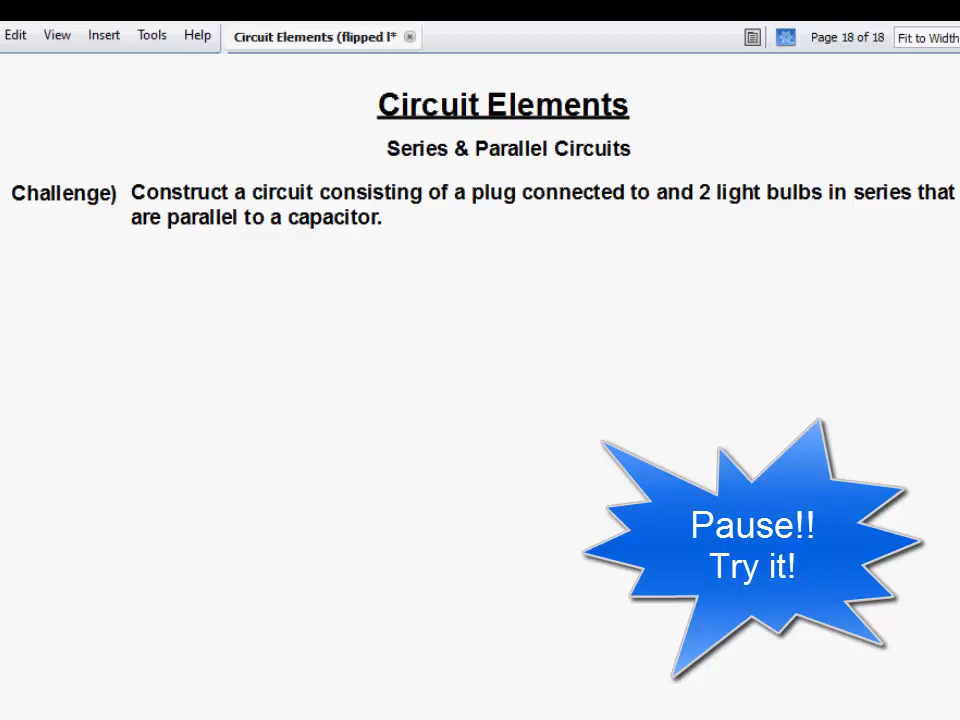 Edit View Insert Tools Help Circuit Elements (flipped l* Page 18 of 18 Fit to Width
Circuit Elements
Series & Parallel Circuits
Challenge) Construct a circuit consisting of a plug connected to and 2 light bulbs in series that
are parallel to a capacitor.
Pause!!
Try it!